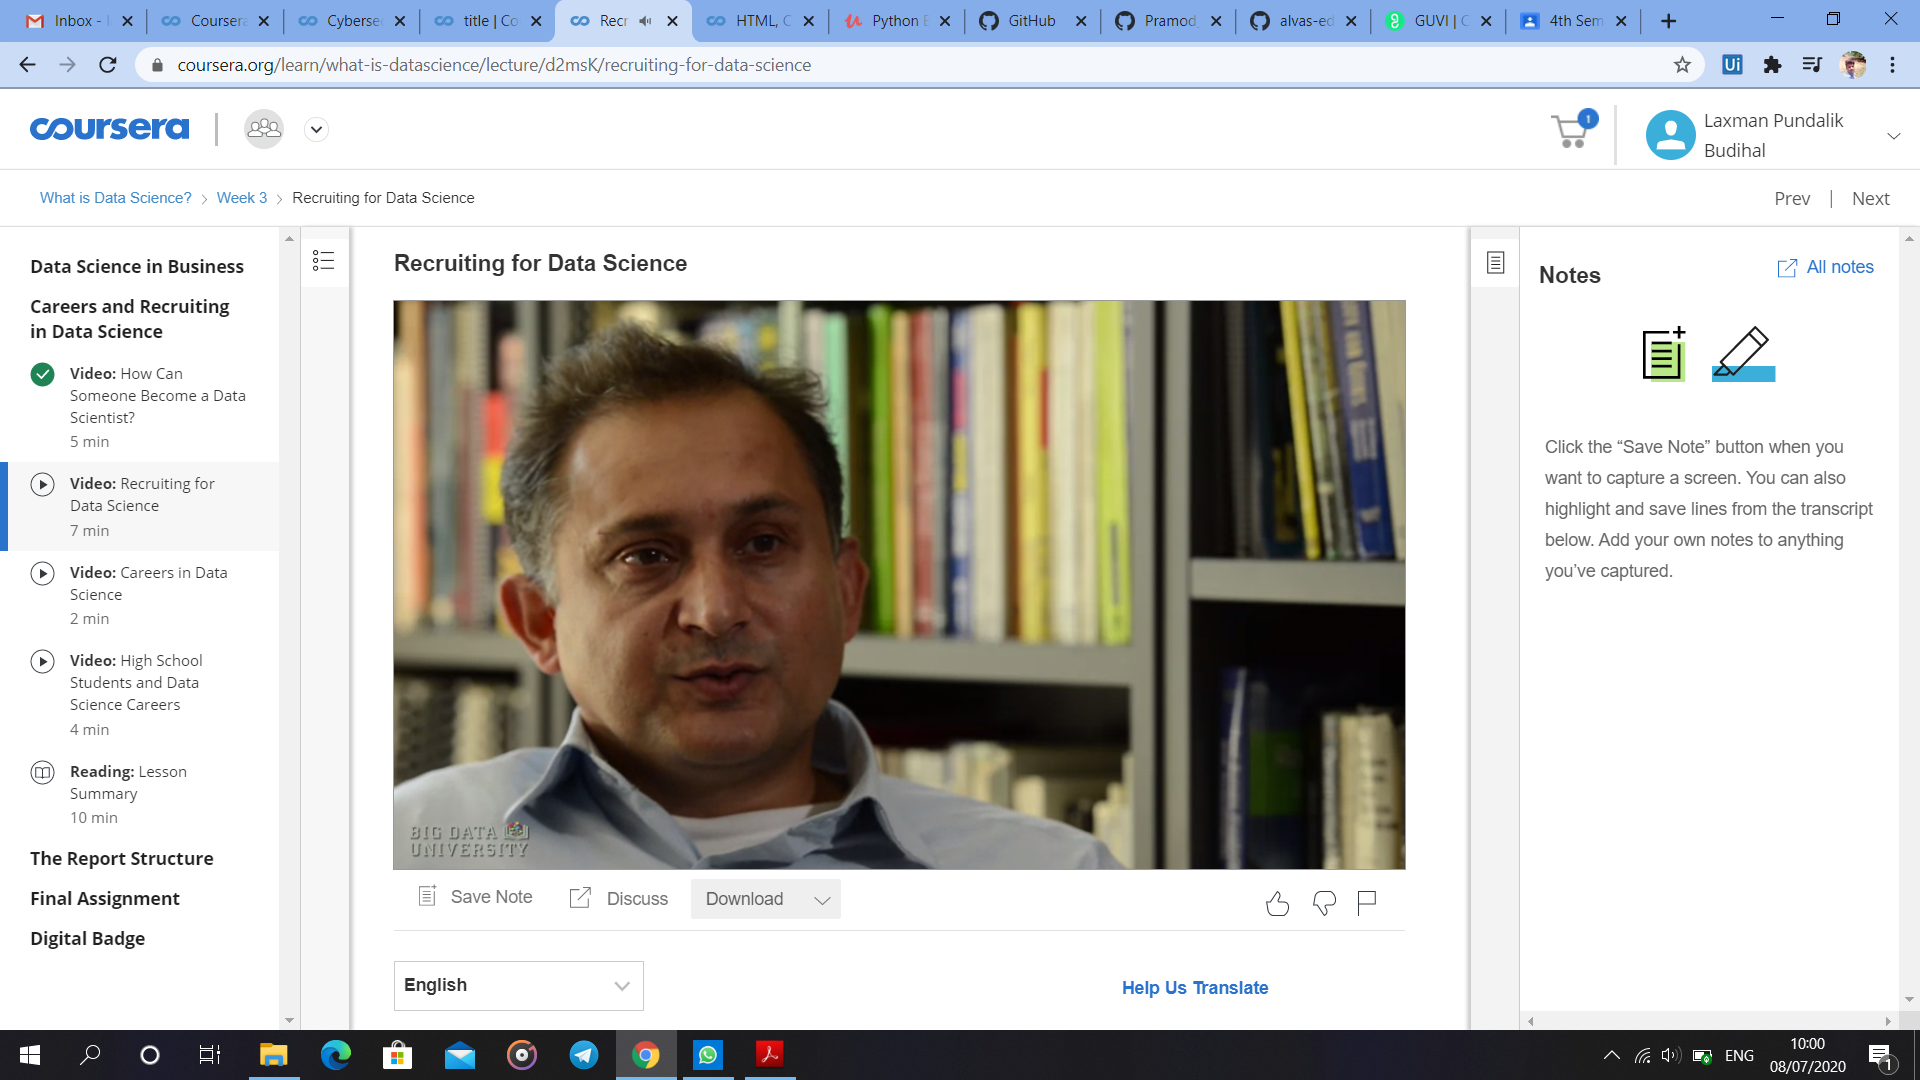 Inbox -
Coursera
Cyberse
title | Co
Recr
HTML, C
Python B
GitHub
Pramod
alvas-ed
GUVI | C
4th Sem
coursera.org/learn/what-is-datascience/lecture/d2msK/recruiting-for-data-science
coursera
1
Laxman Pundalik
Budihal
What is Data Science? > Week 3 > Recruiting for Data Science
Prev | Next
Data Science in Business
Careers and Recruiting
in Data Science
Video: How Can
Someone Become a Data
Scientist?
5 min
Video: Recruiting for
Data Science
7 min
Video: Careers in Data
Science
2 min
Video: High School
Students and Data
Science Careers
4 min
Reading: Lesson
Summary
10 min
The Report Structure
Final Assignment
Digital Badge
Recruiting for Data Science
BIG DATA
UNIVERSITY
Save Note
Discuss
Download
English
Help Us Translate
Notes
All notes
Click the “Save Note” button when you
want to capture a screen. You can also
highlight and save lines from the transcript
below. Add your own notes to anything
you’ve captured.
ENG
10:00
08/07/2020
1